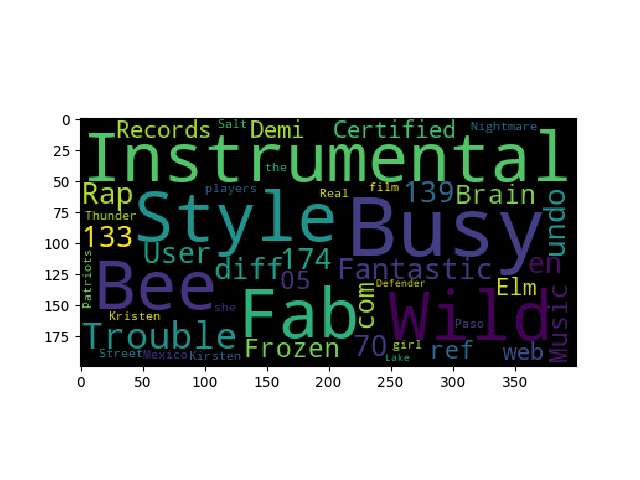 0
25
50
75
100
125
150
175
0 50 100 150 200 250 300 350
Records Salt Demi Certified Nightmare
Instrumental
the
Rap players Real film 139 Brain
Thunder Style Busy undo
133
User diff 174 Fantastic en
Patriots Bee 05 com Defender Elm
she Fab Wild Music
Kristen Paso
Trouble
Street Mexico Kirsten Frozen 70 girl ref web
Lake